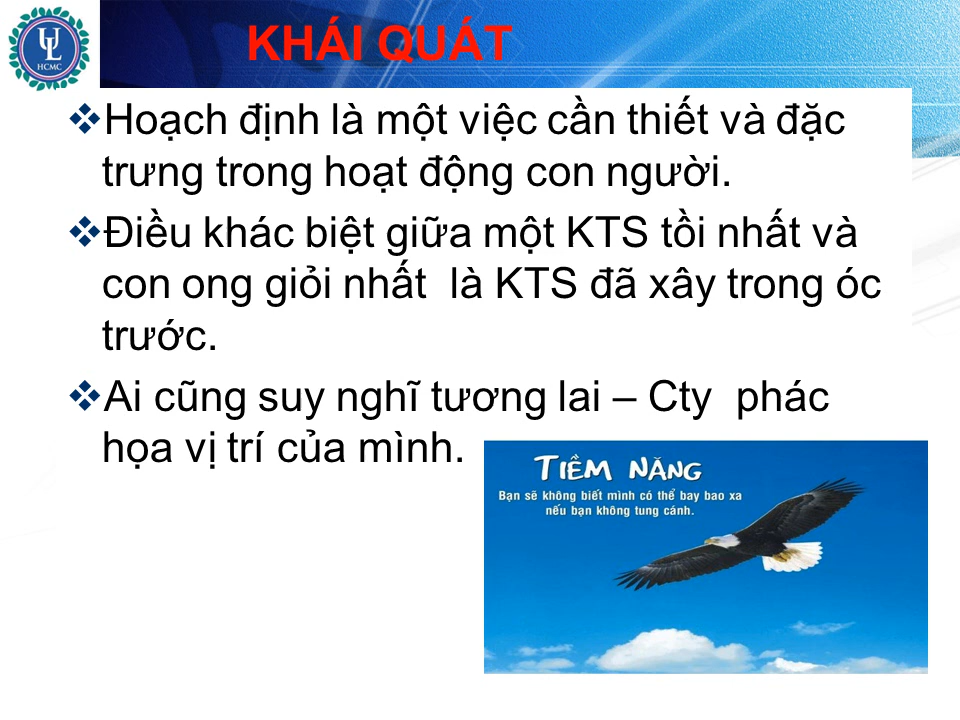 UL
HCMC
KHÁI QUÁT
Hoạch định là một việc cần thiết và đặc
trưng trong hoạt động con người.
Điều khác biệt giữa một KTS tồi nhất và
con ong giỏi nhất là KTS đã xây trong óc
trước.
Ai cũng suy nghĩ tương lai – Cty phác
họa vị trí của mình.
TIỀM NĂNG
Bạn sẽ không biết mình có thể bay bao xa
nếu bạn không tung cánh.